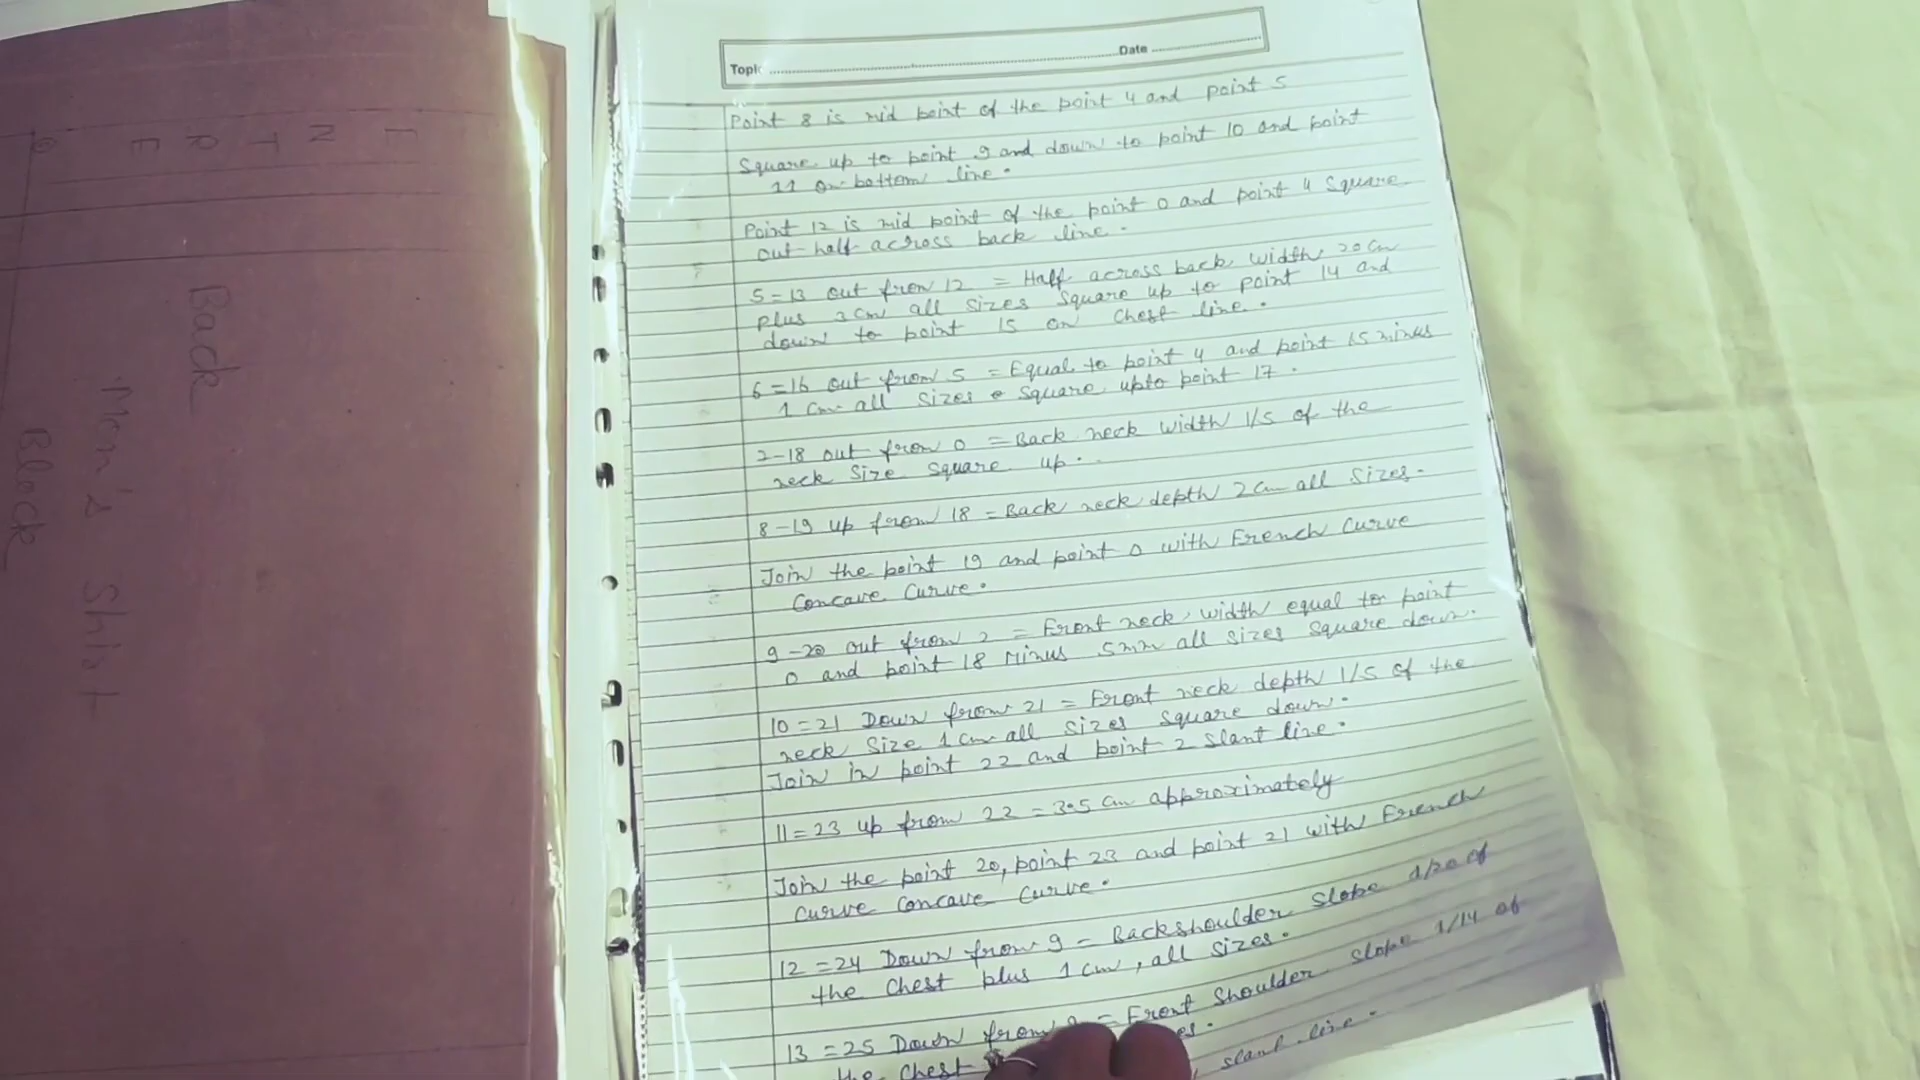 L N T R E
Back
Men's Shirt
Block
Topic Date
Point 8 is mid point of the point 4 and point 5
Square up to point 9 and down to point 10 and point
11 on bottom line.
Point 12 is mid point of the point 0 and point 4 Square
out half across back line.
5=13 out from 12 = Half across back width 20 cm
plus 3 cm all sizes Square up to point 14 and
down to point 15 on Chest line.
6=16 out from 5 = Equal to point 4 and point 15 minus
1 cm all sizes Square upto point 17.
2-18 out from 0 = Back neck width 1/5 of the
neck Size Square up.
8-19 up from 18 = Back neck depth 2 cm all Sizes.
Join the point 19 and point 0 with French Curve
Concave Curve.
9-20 out from 2 = Front neck width equal to point
0 and point 18 Minus 5mm all sizes Square down.
10=21 Down from 21 = Front neck depth 1/5 of the
neck Size 1 cm all Sizes Square down.
Join in point 22 and point 2 Slant line.
11=23 up from 22 = 3.5 cm approximately
Join the point 20, point 23 and point 21 with French
Curve Concave Curve.
12=24 Down from 9 = Back shoulder Slope 1/20 of
the Chest plus 1 cm, all sizes.
13=25 Down from = Front Shoulder slope 1/14 of
the Chest
slant line.